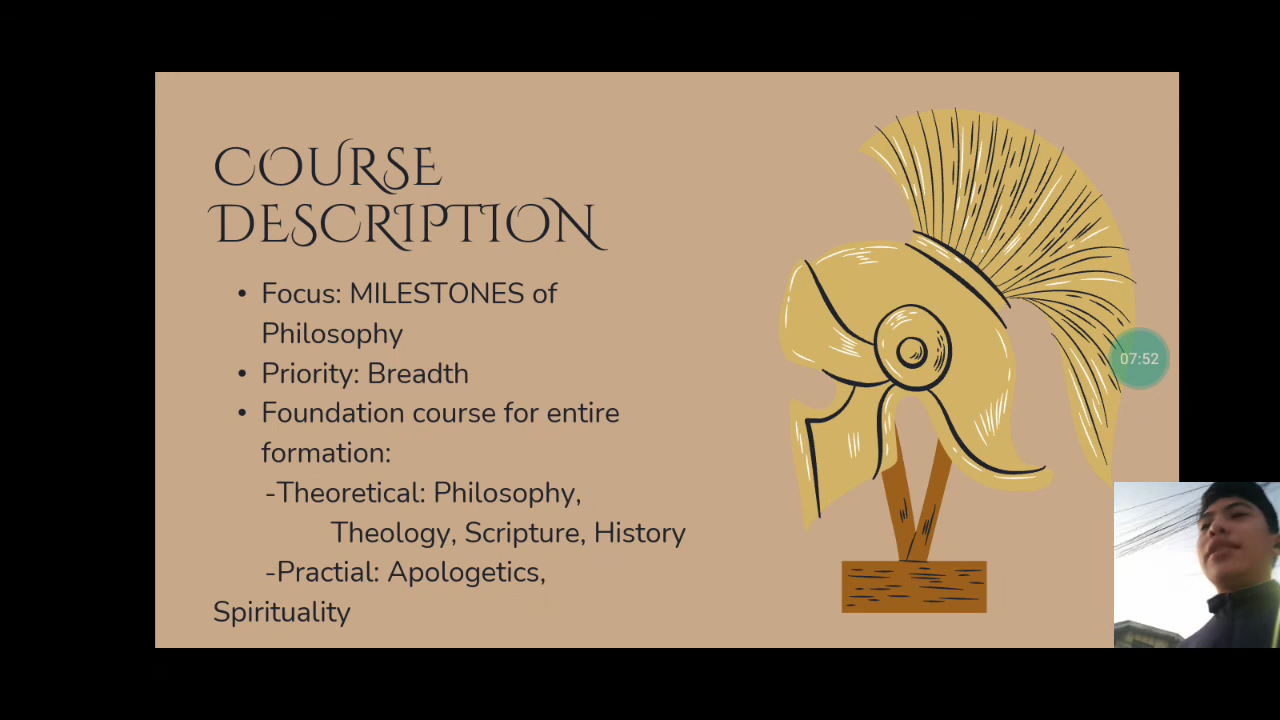 COURSE
DESCRIPTION
• Focus: MILESTONES of
Philosophy
• Priority: Breadth
• Foundation course for entire
formation:
-Theoretical: Philosophy,
Theology, Scripture, History
-Practial: Apologetics,
Spirituality
07:52